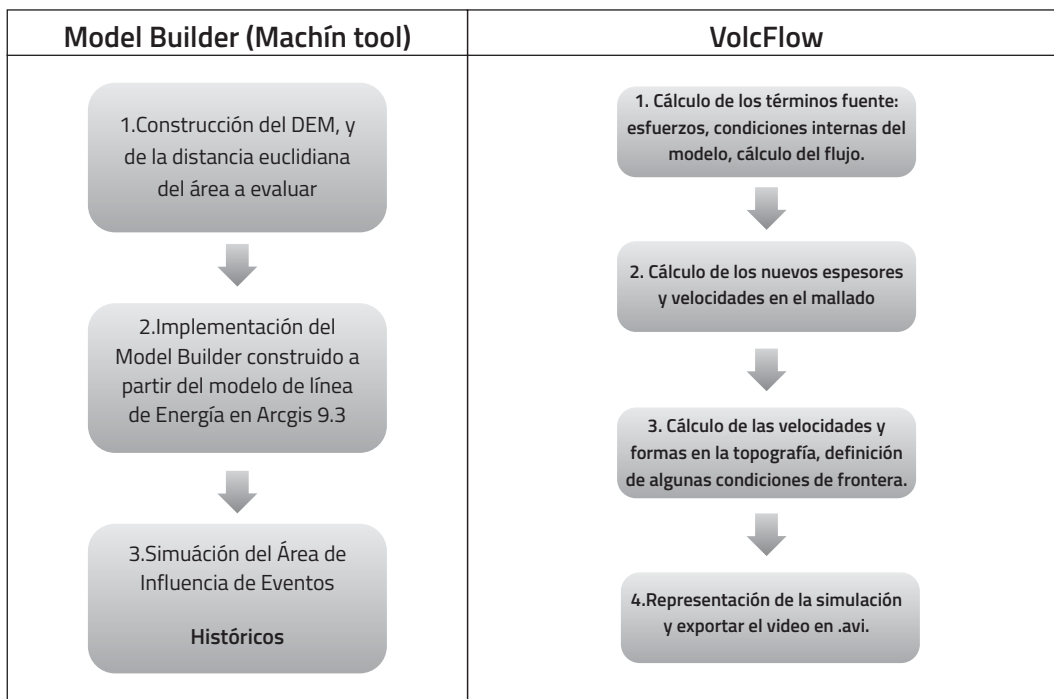 Model Builder (Machín tool)
1.Construcción del DEM, y
de la distancia euclidiana
del área a evaluar
2.Implementación del
Model Builder construido a
partir del modelo de línea
de Energía en Arcgis 9.3
3.Simuáción del Área de
Influencia de Eventos
Históricos
VolcFlow
1. Cálculo de los términos fuente:
esfuerzos, condiciones internas del
modelo, cálculo del flujo.
2. Cálculo de los nuevos espesores
y velocidades en el mallado
3. Cálculo de las velocidades y
formas en la topografía, definición
de algunas condiciones de frontera.
4.Representación de la simulación
y exportar el video en .avi.